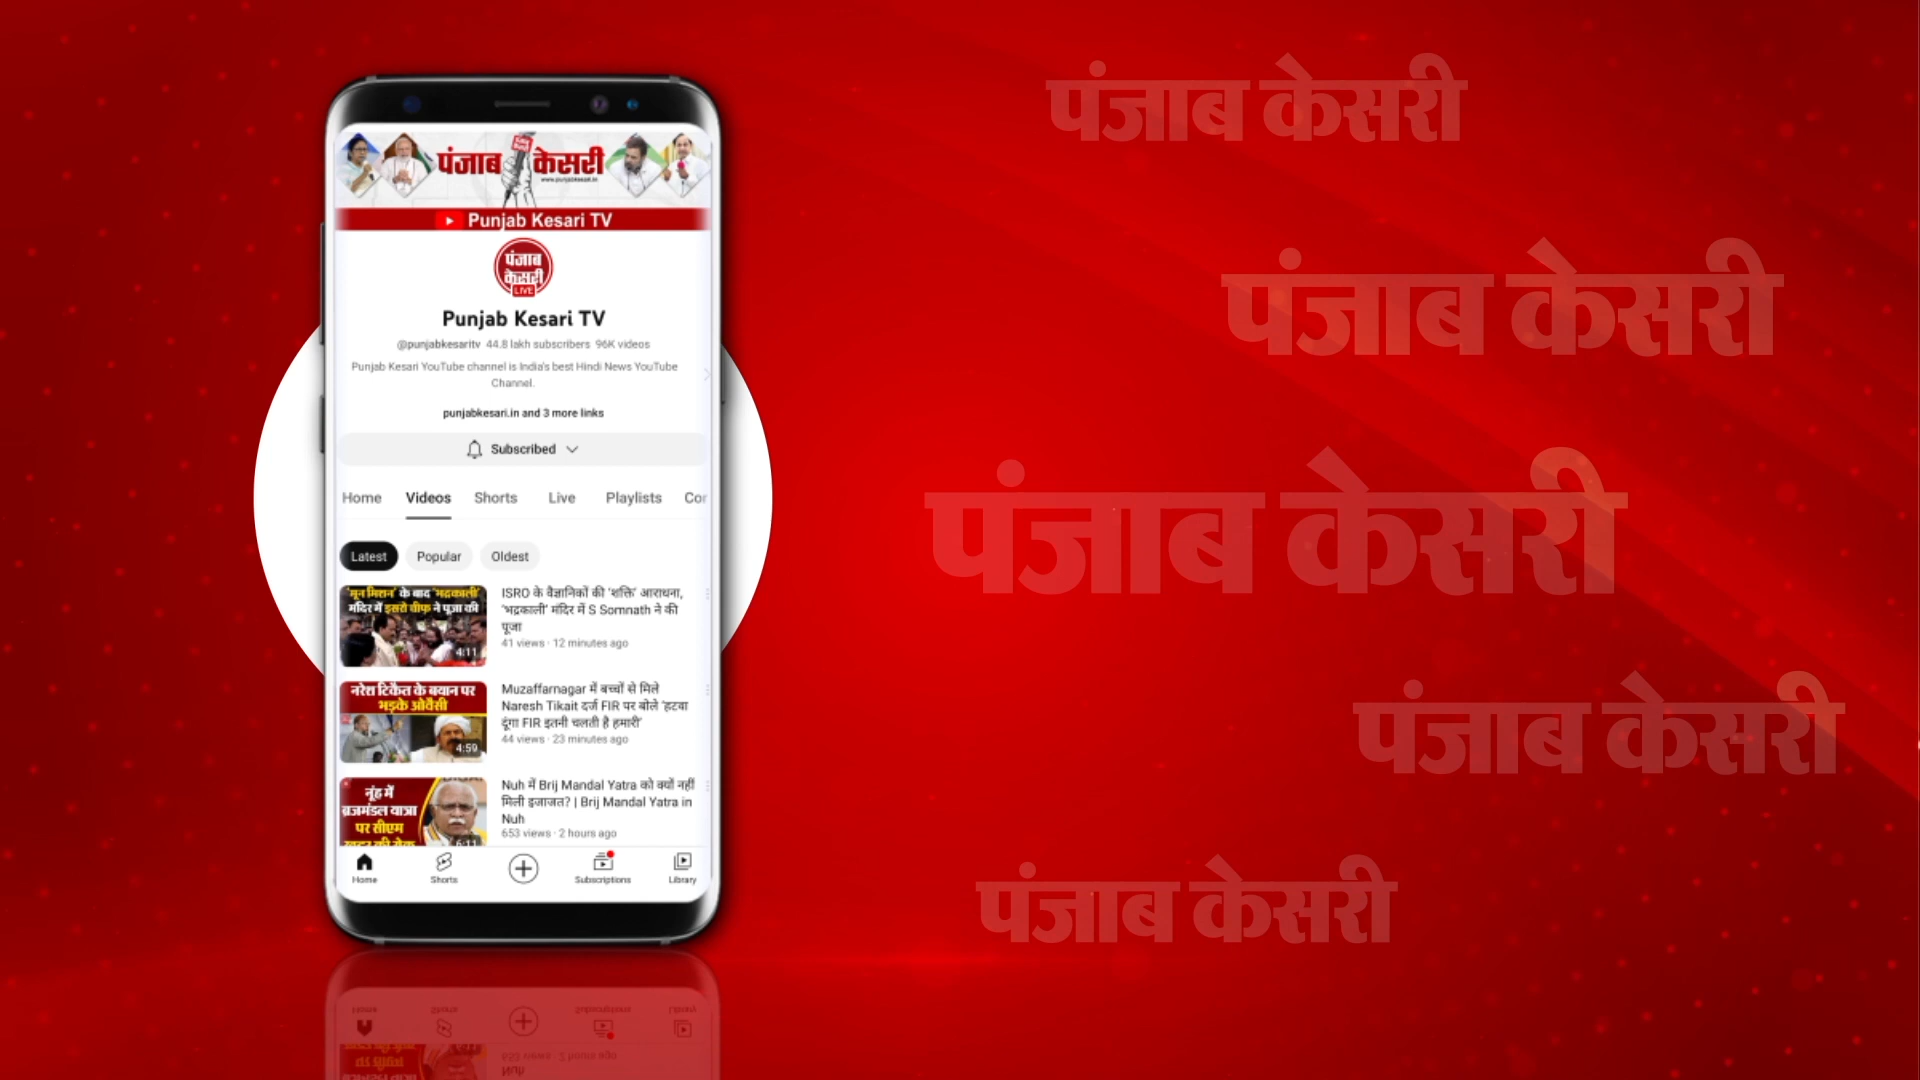 पंजाब केसरी
www.punjabkesari.in
Punjab Kesari TV
पंजाब
केसरी
LIVE
Punjab Kesari TV
@punjabkesaritv 44.8 lakh subscribers 96K videos
Punjab Kesari YouTube channel is India's best Hindi News YouTube
Channel.
punjabkesari.in and 3 more links
Subscribed
Home Videos Shorts Live Playlists Cor
Latest Popular Oldest
'मून मिशन' के बाद 'भद्रकाली'
मंदिर में इसरो चीफ ने पूजा की
4:11
ISRO के वैज्ञानिकों की 'शक्ति' आराधना,
'भद्रकाली' मंदिर में S Somnath ने की
पूजा
41 views · 12 minutes ago
नरेश टिकैत के बयान पर
भड़के ओवैसी
4:59
Muzaffarnagar में बच्चों से मिले
Naresh Tikait दर्ज FIR पर बोले 'हटवा
दूंगा FIR इतनी चलती है हमारी'
44 views · 23 minutes ago
नूंह में
ब्रजमंडल यात्रा
पर सीएम
6:11
Nuh में Brij Mandal Yatra को क्यों नहीं
मिली इजाजत? | Brij Mandal Yatra in
Nuh
653 views · 2 hours ago
Home Shorts Subscriptions Library
पंजाब केसरी
पंजाब केसरी
पंजाब केसरी
पंजाब केसरी
पंजाब केसरी